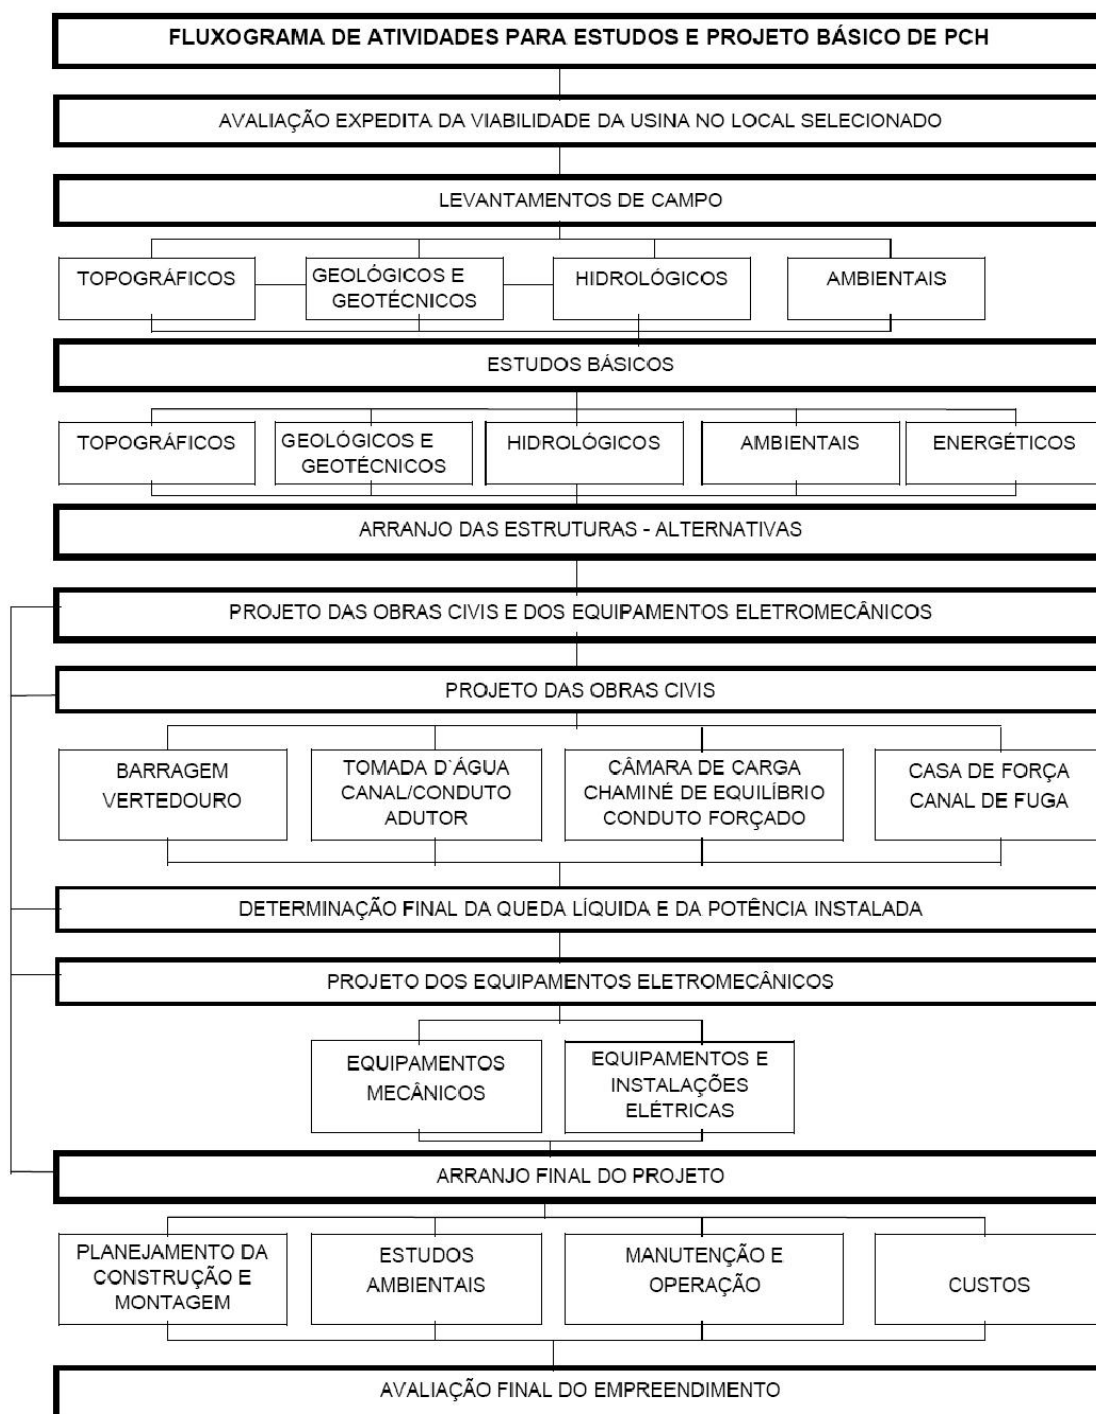 FLUXOGRAMA DE ATIVIDADES PARA ESTUDOS E PROJETO BÁSICO DE PCH
AVALIAÇÃO EXPEDITA DA VIABILIDADE DA USINA NO LOCAL SELECIONADO
LEVANTAMENTOS DE CAMPO
TOPOGRÁFICOS
GEOLÓGICOS E
GEOTÉCNICOS
HIDROLÓGICOS
AMBIENTAIS
ESTUDOS BÁSICOS
TOPOGRÁFICOS
GEOLÓGICOS E
GEOTÉCNICOS
HIDROLÓGICOS
AMBIENTAIS
ENERGÉTICOS
ARRANJO DAS ESTRUTURAS - ALTERNATIVAS
PROJETO DAS OBRAS CIVIS E DOS EQUIPAMENTOS ELETROMECÂNICOS
PROJETO DAS OBRAS CIVIS
BARRAGEM
VERTEDOURO
TOMADA D`ÁGUA
CANAL/CONDUTO
ADUTOR
CÂMARA DE CARGA
CHAMINÉ DE EQUILÍBRIO
CONDUTO FORÇADO
CASA DE FORÇA
CANAL DE FUGA
DETERMINAÇÃO FINAL DA QUEDA LÍQUIDA E DA POTÊNCIA INSTALADA
PROJETO DOS EQUIPAMENTOS ELETROMECÂNICOS
EQUIPAMENTOS
MECÂNICOS
EQUIPAMENTOS E
INSTALAÇÕES
ELÉTRICAS
ARRANJO FINAL DO PROJETO
PLANEJAMENTO DA
CONSTRUÇÃO E
MONTAGEM
ESTUDOS
AMBIENTAIS
MANUTENÇÃO E
OPERAÇÃO
CUSTOS
AVALIAÇÃO FINAL DO EMPREENDIMENTO